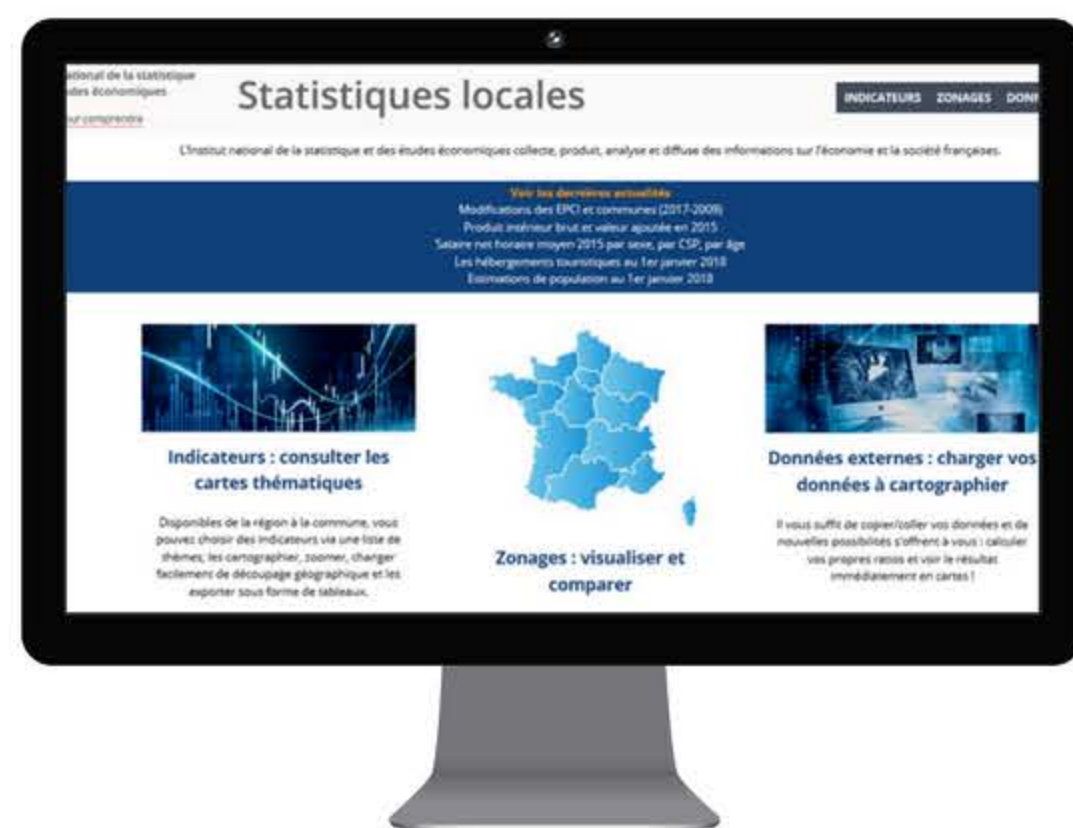 ational de la statistique
udes économiques
our comprendre
Statistiques locales
INDICATEURS ZONAGES DONN
L'Institut national de la statistique et des études économiques collecte, produit, analyse et diffuse des informations sur l'économie et la société françaises.
Voir les dernières actualités
Modifications des EPCI et communes (2017-2009)
Produit intérieur brut et valeur ajoutée en 2015
Salaire net horaire moyen 2015 par sexe, par CSP, par âge
Les hébergements touristiques au 1er janvier 2018
Estimations de population au 1er janvier 2018
Indicateurs : consulter les
cartes thématiques
Disponibles de la région à la commune, vous
pouvez choisir des indicateurs via une liste de
thèmes, les cartographier, zoomer, changer
facilement de découpage géographique et les
exporter sous forme de tableaux.
Zonages : visualiser et
comparer
Données externes : charger vos
données à cartographier
Il vous suffit de copier/coller vos données et de
nouvelles possibilités s'offrent à vous : calculer
vos propres ratios et voir le résultat
immédiatement en cartes !